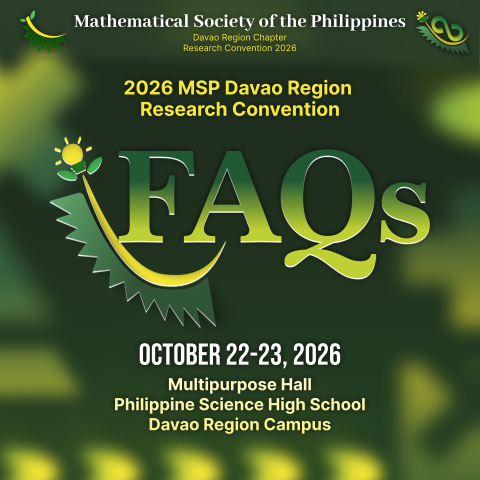 Mathematical Society of the Philippines
Davao Region Chapter
Research Convention 2026
2026 MSP Davao Region
Research Convention
FAQs
OCTOBER 22-23, 2026
Multipurpose Hall
Philippine Science High School
Davao Region Campus